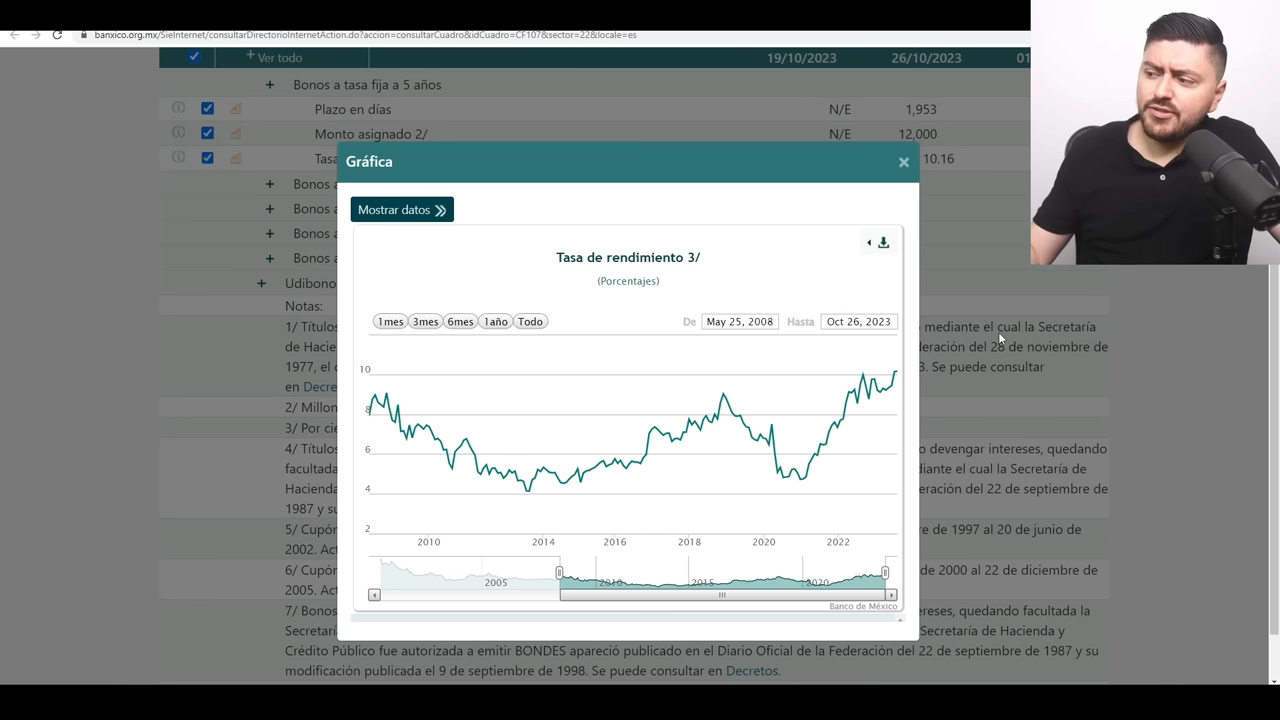 banxico.org.mx/SieInternet/consultarDirectorioInternetAction.do?accion=consultarCuadro&idCuadro=CF107&sector=22&locale=es
+ Ver todo 19/10/2023 26/10/2023 01
+ Bonos a tasa fija a 5 años
Plazo en días N/E 1,953
Monto asignado 2/ N/E 12,000
Tasa 10.16
+ Bonos a
+ Bonos a
+ Bonos a
+ Bonos a
+ Udibono
Notas:
1/ Títulos mediante el cual la Secretaría
de Hacie deración del 28 de noviembre de
1977, el 3. Se puede consultar
en Decre
2/ Millon
3/ Por cie
4/ Títulos o devengar intereses, quedando
facultada diante el cual la Secretaría de
Hacienda eración del 22 de septiembre de
1987 y su
5/ Cupón re de 1997 al 20 de junio de
2002. Act
6/ Cupón de 2000 al 22 de diciembre de
2005. Act
7/ Bonos ereses, quedando facultada la
Secretarí Secretaría de Hacienda y
Crédito Público fue autorizada a emitir BONDES apareció publicado en el Diario Oficial de la Federación del 22 de septiembre de 1987 y su
modificación publicada el 9 de septiembre de 1998. Se puede consultar en Decretos.
Gráfica ×
Mostrar datos
Tasa de rendimiento 3/
(Porcentajes)
1mes 3mes 6mes 1año Todo De May 25, 2008 Hasta Oct 26, 2023
10
8
6
4
2
2010 2014 2016 2018 2020 2022
2005 2010 2015 2020
Banco de México